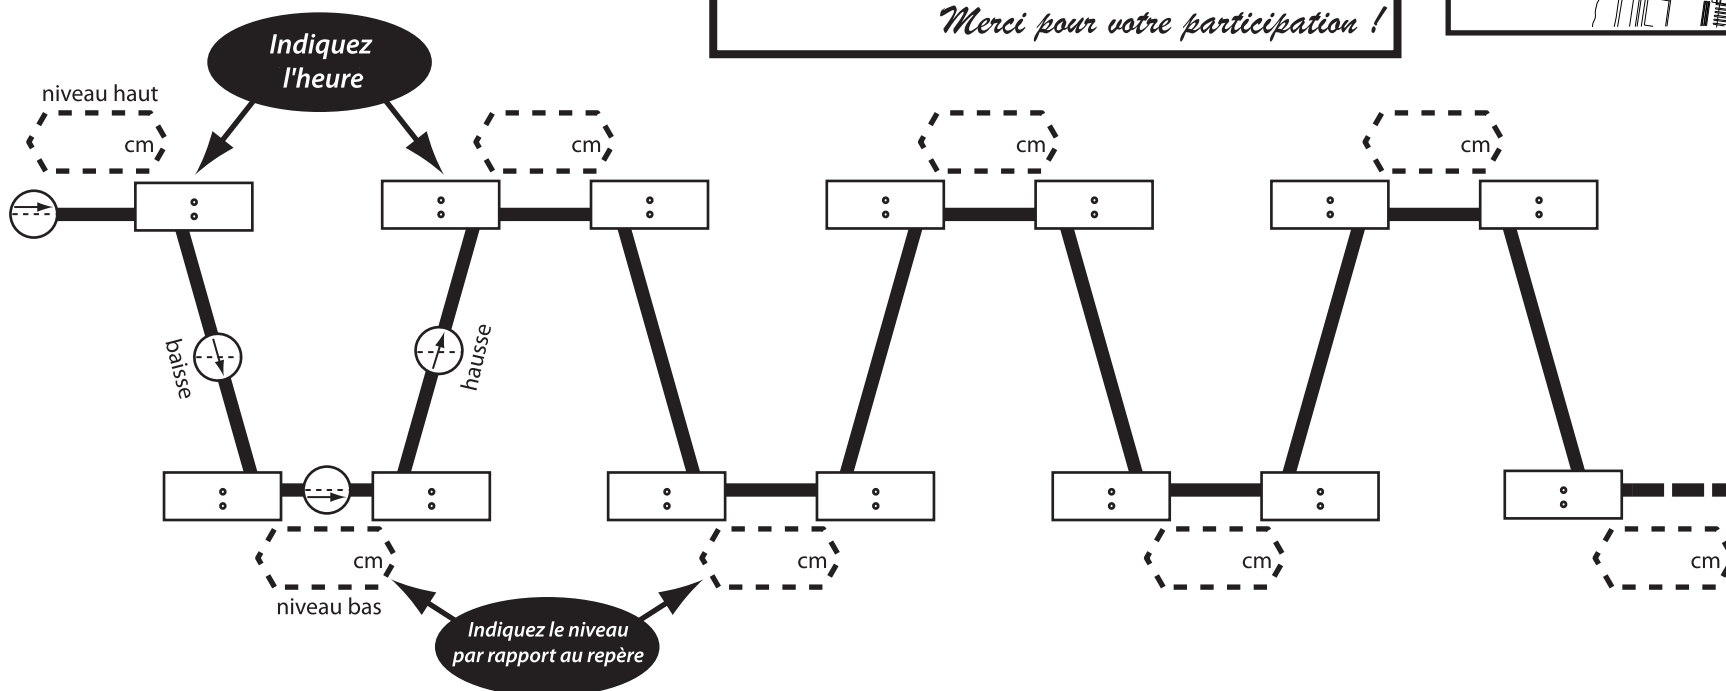 Merci pour votre participation !
Indiquez
l'heure
niveau haut
cm
cm
cm
cm
:
:
:
:
:
:
:
baisse
hausse
:
:
:
:
:
:
:
cm
cm
cm
cm
niveau bas
Indiquez le niveau
par rapport au repère